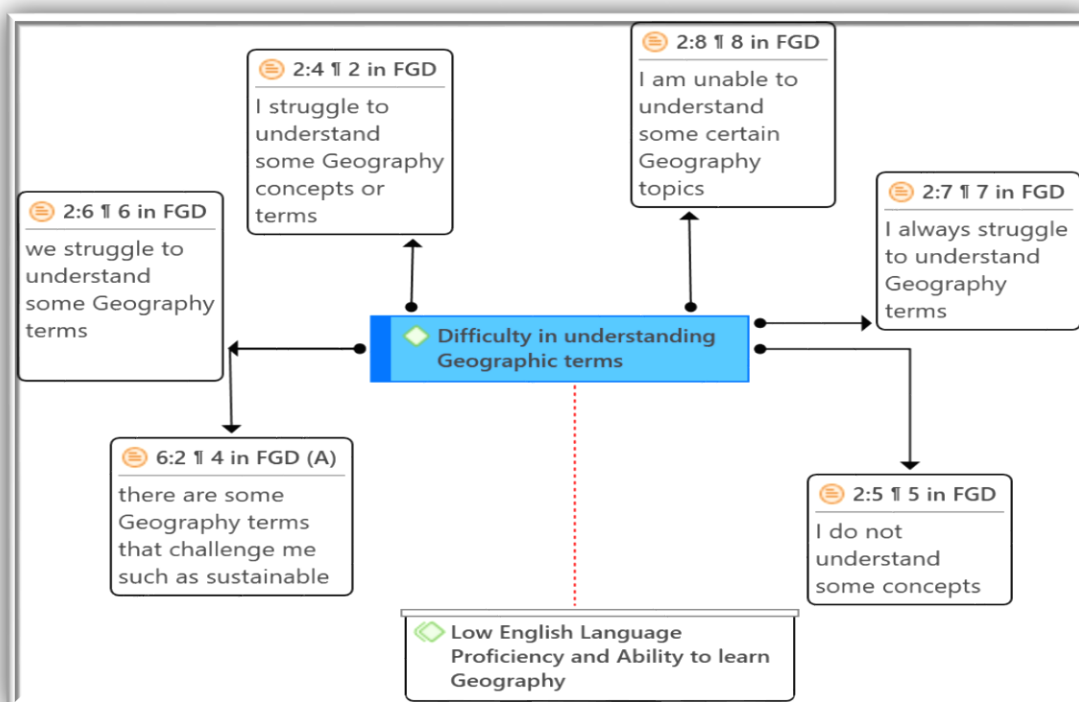 2:4 ¶ 2 in FGD
I struggle to
understand
some Geography
concepts or
terms
2:8 ¶ 8 in FGD
I am unable to
understand
some certain
Geography
topics
2:6 ¶ 6 in FGD
we struggle to
understand
some Geography
terms
2:7 ¶ 7 in FGD
I always struggle
to understand
Geography
terms
Difficulty in understanding
Geographic terms
6:2 ¶ 4 in FGD (A)
there are some
Geography terms
that challenge me
such as sustainable
2:5 ¶ 5 in FGD
I do not
understand
some concepts
Low English Language
Proficiency and Ability to learn
Geography